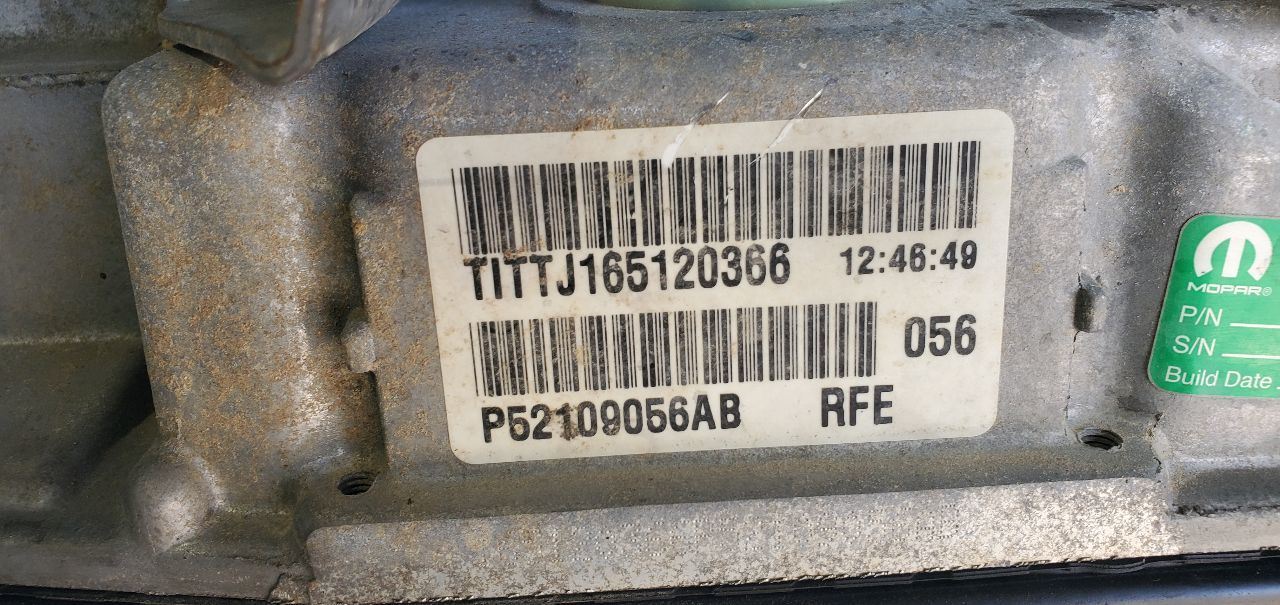 TITTJ165120366 12:46:49
056
P52109056AB RFE
MOPAR®
P/N
S/N
Build Date